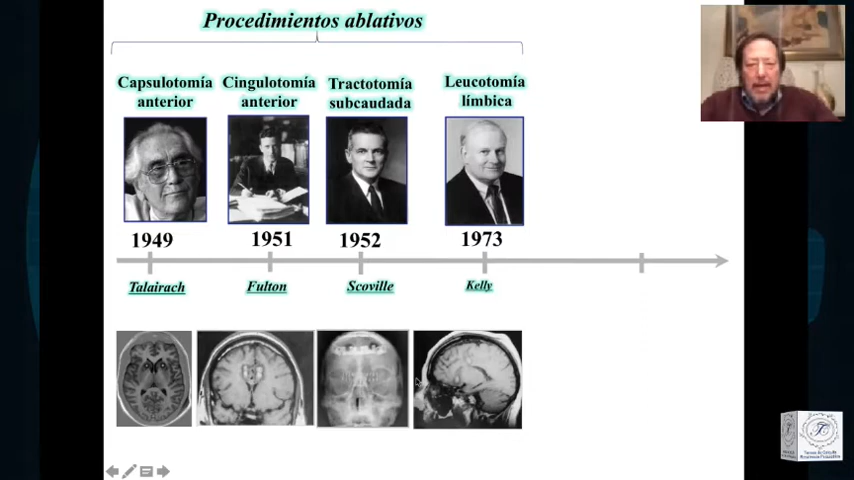 Procedimientos ablativos
Capsulotomía
anterior
Cingulotomía
anterior
Tractotomía
subcaudada
Leucotomía
límbica
1949
1951
1952
1973
Talairach
Fulton
Scoville
Kelly